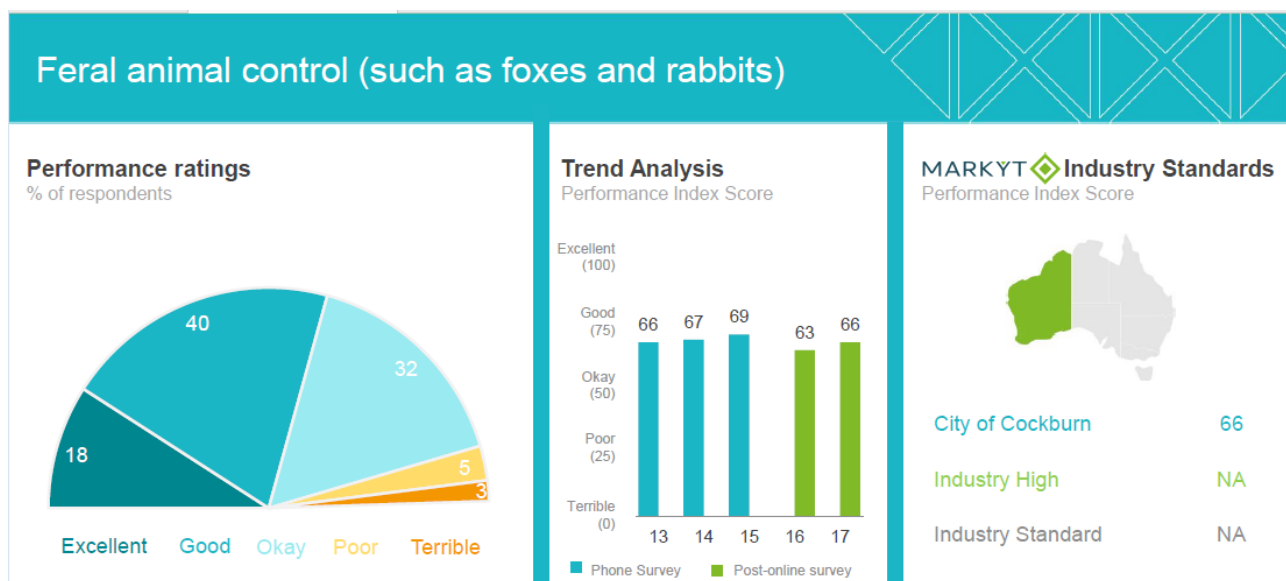 Feral animal control (such as foxes and rabbits)
Performance ratings
% of respondents
18
40
32
5
3
Excellent Good Okay Poor Terrible
Trend Analysis
Performance Index Score
Excellent
(100)
Good
(75)
Okay
(50)
Poor
(25)
Terrible
(0)
66 67 69 63 66
13 14 15 16 17
Phone Survey Post-online survey
MARKYT Industry Standards
Performance Index Score
City of Cockburn 66
Industry High NA
Industry Standard NA